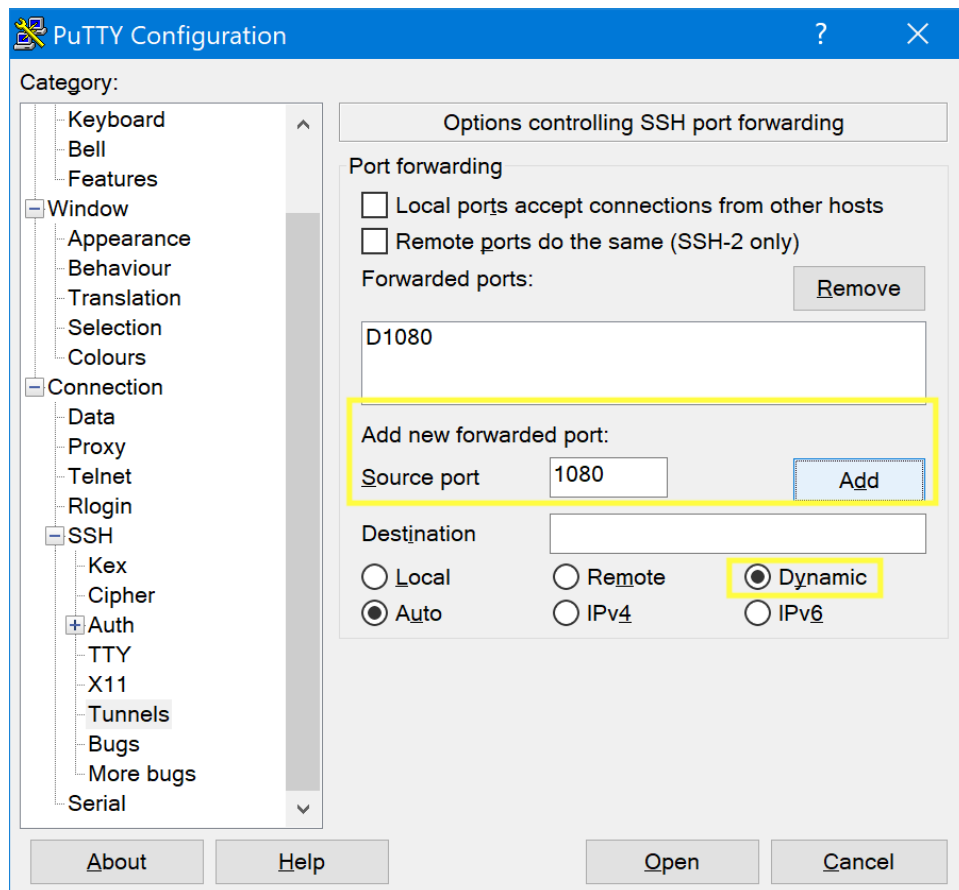 PuTTY Configuration
?
Category:
Keyboard
Bell
Features
Window
Appearance
Behaviour
Translation
Selection
Colours
Connection
Data
Proxy
Telnet
Rlogin
SSH
Kex
Cipher
Auth
TTY
X11
Tunnels
Bugs
More bugs
Serial
Options controlling SSH port forwarding
Port forwarding
Local ports accept connections from other hosts
Remote ports do the same (SSH-2 only)
Forwarded ports:
Remove
D1080
Add new forwarded port:
Source port 1080 Add
Destination
Local Remote Dynamic
Auto IPv4 IPv6
About Help Open Cancel